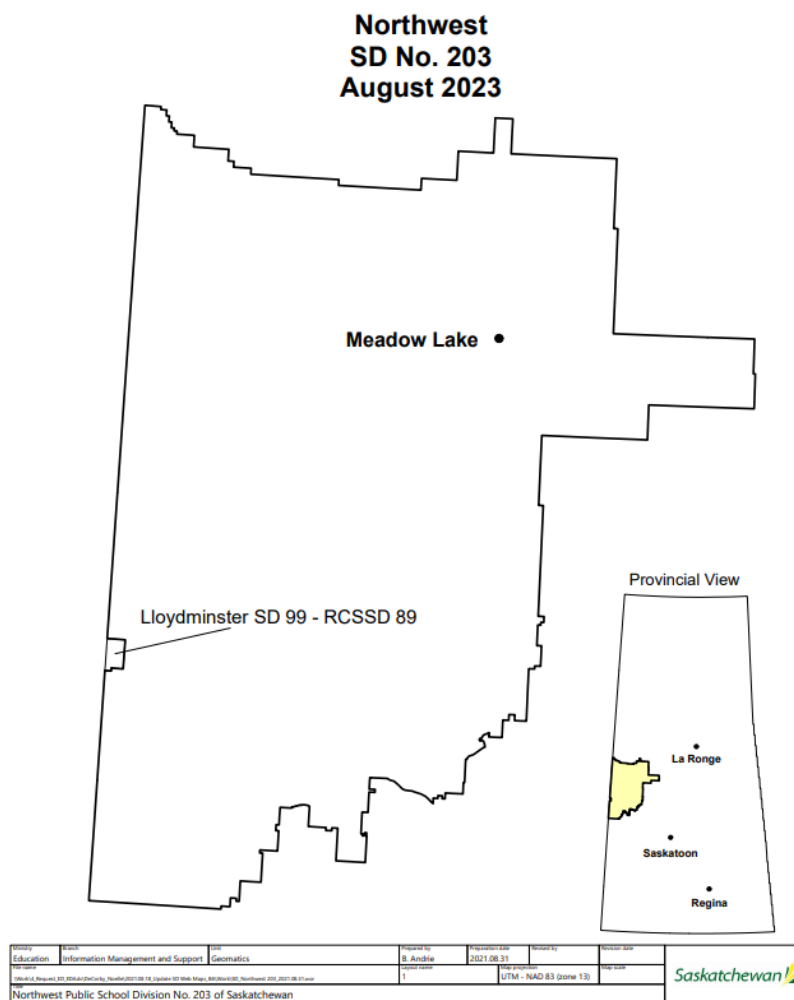 Northwest
SD No. 203
August 2023
Meadow Lake
Lloydminster SD 99 - RCSSD 89
Provincial View
La Ronge
Saskatoon
Regina
Ministry Branch Unit Prepared by Preparation date Revised by Revision date
Education Information Management and Support Geomatics B. Andrie 2021.08.31
File name Layout name Map projection Map scale
1 UTM - NAD 83 (zone 13)
Title
Northwest Public School Division No. 203 of Saskatchewan
Saskatchewan